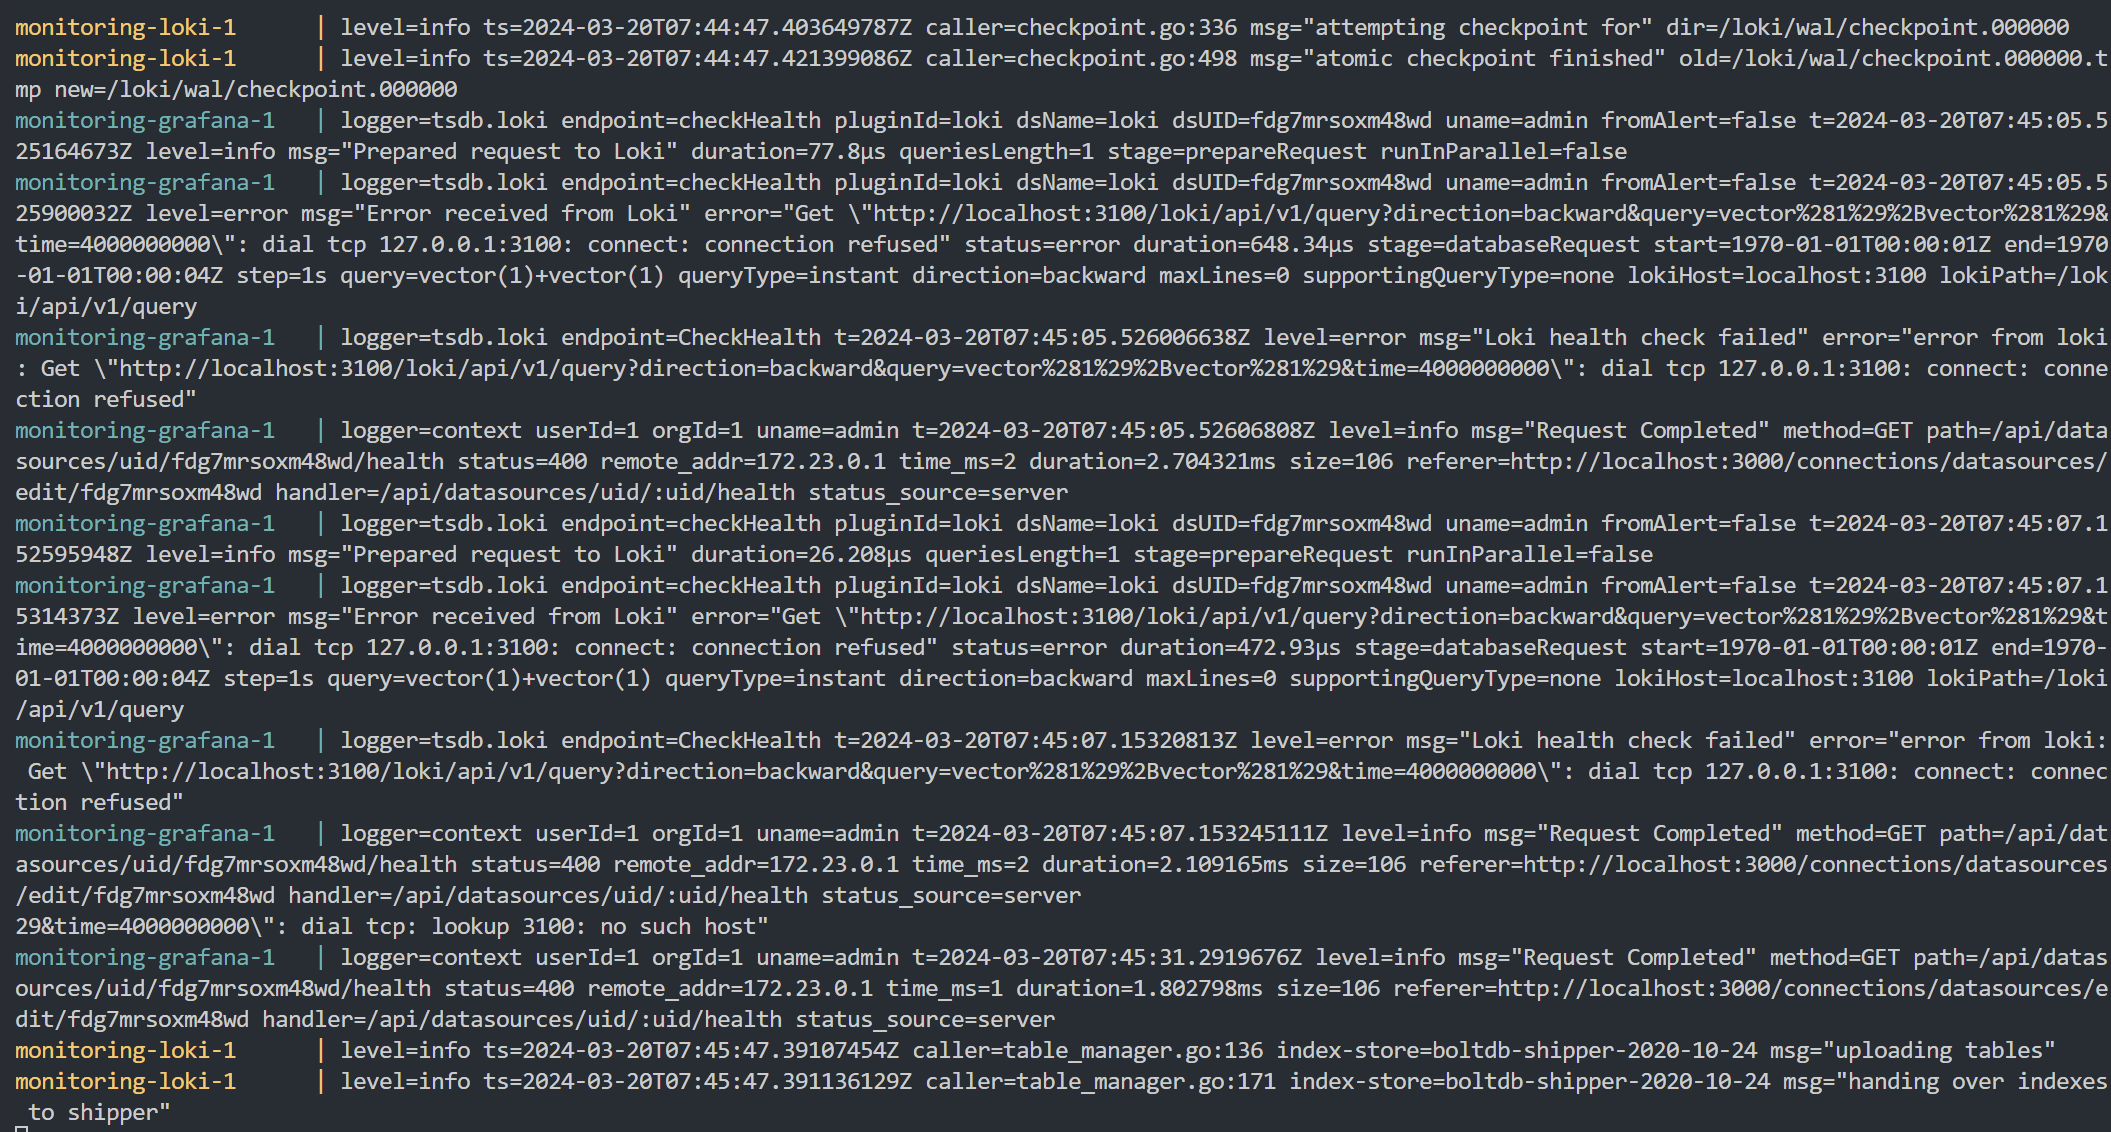 monitoring-loki-1      | level=info ts=2024-03-20T07:44:47.403649787Z caller=checkpoint.go:336 msg="attempting checkpoint for" dir=/loki/wal/checkpoint.000000
monitoring-loki-1      | level=info ts=2024-03-20T07:44:47.421399086Z caller=checkpoint.go:498 msg="atomic checkpoint finished" old=/loki/wal/checkpoint.000000.t
mp new=/loki/wal/checkpoint.000000
monitoring-grafana-1   | logger=tsdb.loki endpoint=checkHealth pluginId=loki dsName=loki dsUID=fdg7mrsoxm48wd uname=admin fromAlert=false t=2024-03-20T07:45:05.5
25164673Z level=info msg="Prepared request to Loki" duration=77.8µs queriesLength=1 stage=prepareRequest runInParallel=false
monitoring-grafana-1   | logger=tsdb.loki endpoint=checkHealth pluginId=loki dsName=loki dsUID=fdg7mrsoxm48wd uname=admin fromAlert=false t=2024-03-20T07:45:05.5
25900032Z level=error msg="Error received from Loki" error="Get \"http://localhost:3100/loki/api/v1/query?direction=backward&query=vector%281%29%2Bvector%281%29&
time=4000000000\": dial tcp 127.0.0.1:3100: connect: connection refused" status=error duration=648.34µs stage=databaseRequest start=1970-01-01T00:00:01Z end=1970
-01-01T00:00:04Z step=1s query=vector(1)+vector(1) queryType=instant direction=backward maxLines=0 supportingQueryType=none lokiHost=localhost:3100 lokiPath=/lok
i/api/v1/query
monitoring-grafana-1   | logger=tsdb.loki endpoint=CheckHealth t=2024-03-20T07:45:05.526006638Z level=error msg="Loki health check failed" error="error from loki
: Get \"http://localhost:3100/loki/api/v1/query?direction=backward&query=vector%281%29%2Bvector%281%29&time=4000000000\": dial tcp 127.0.0.1:3100: connect: conne
ction refused"
monitoring-grafana-1   | logger=context userId=1 orgId=1 uname=admin t=2024-03-20T07:45:05.52606808Z level=info msg="Request Completed" method=GET path=/api/data
sources/uid/fdg7mrsoxm48wd/health status=400 remote_addr=172.23.0.1 time_ms=2 duration=2.704321ms size=106 referer=http://localhost:3000/connections/datasources/
edit/fdg7mrsoxm48wd handler=/api/datasources/uid/:uid/health status_source=server
monitoring-grafana-1   | logger=tsdb.loki endpoint=checkHealth pluginId=loki dsName=loki dsUID=fdg7mrsoxm48wd uname=admin fromAlert=false t=2024-03-20T07:45:07.1
52595948Z level=info msg="Prepared request to Loki" duration=26.208µs queriesLength=1 stage=prepareRequest runInParallel=false
monitoring-grafana-1   | logger=tsdb.loki endpoint=checkHealth pluginId=loki dsName=loki dsUID=fdg7mrsoxm48wd uname=admin fromAlert=false t=2024-03-20T07:45:07.1
5314373Z level=error msg="Error received from Loki" error="Get \"http://localhost:3100/loki/api/v1/query?direction=backward&query=vector%281%29%2Bvector%281%29&t
ime=4000000000\": dial tcp 127.0.0.1:3100: connect: connection refused" status=error duration=472.93µs stage=databaseRequest start=1970-01-01T00:00:01Z end=1970-
01-01T00:00:04Z step=1s query=vector(1)+vector(1) queryType=instant direction=backward maxLines=0 supportingQueryType=none lokiHost=localhost:3100 lokiPath=/loki
/api/v1/query
monitoring-grafana-1   | logger=tsdb.loki endpoint=CheckHealth t=2024-03-20T07:45:07.15320813Z level=error msg="Loki health check failed" error="error from loki:
 Get \"http://localhost:3100/loki/api/v1/query?direction=backward&query=vector%281%29%2Bvector%281%29&time=4000000000\": dial tcp 127.0.0.1:3100: connect: connec
tion refused"
monitoring-grafana-1   | logger=context userId=1 orgId=1 uname=admin t=2024-03-20T07:45:07.153245111Z level=info msg="Request Completed" method=GET path=/api/dat
asources/uid/fdg7mrsoxm48wd/health status=400 remote_addr=172.23.0.1 time_ms=2 duration=2.109165ms size=106 referer=http://localhost:3000/connections/datasources
/edit/fdg7mrsoxm48wd handler=/api/datasources/uid/:uid/health status_source=server
29&time=4000000000\": dial tcp: lookup 3100: no such host"
monitoring-grafana-1   | logger=context userId=1 orgId=1 uname=admin t=2024-03-20T07:45:31.2919676Z level=info msg="Request Completed" method=GET path=/api/datas
ources/uid/fdg7mrsoxm48wd/health status=400 remote_addr=172.23.0.1 time_ms=1 duration=1.802798ms size=106 referer=http://localhost:3000/connections/datasources/e
dit/fdg7mrsoxm48wd handler=/api/datasources/uid/:uid/health status_source=server
monitoring-loki-1      | level=info ts=2024-03-20T07:45:47.39107454Z caller=table_manager.go:136 index-store=boltdb-shipper-2020-10-24 msg="uploading tables"
monitoring-loki-1      | level=info ts=2024-03-20T07:45:47.391136129Z caller=table_manager.go:171 index-store=boltdb-shipper-2020-10-24 msg="handing over indexes
 to shipper"